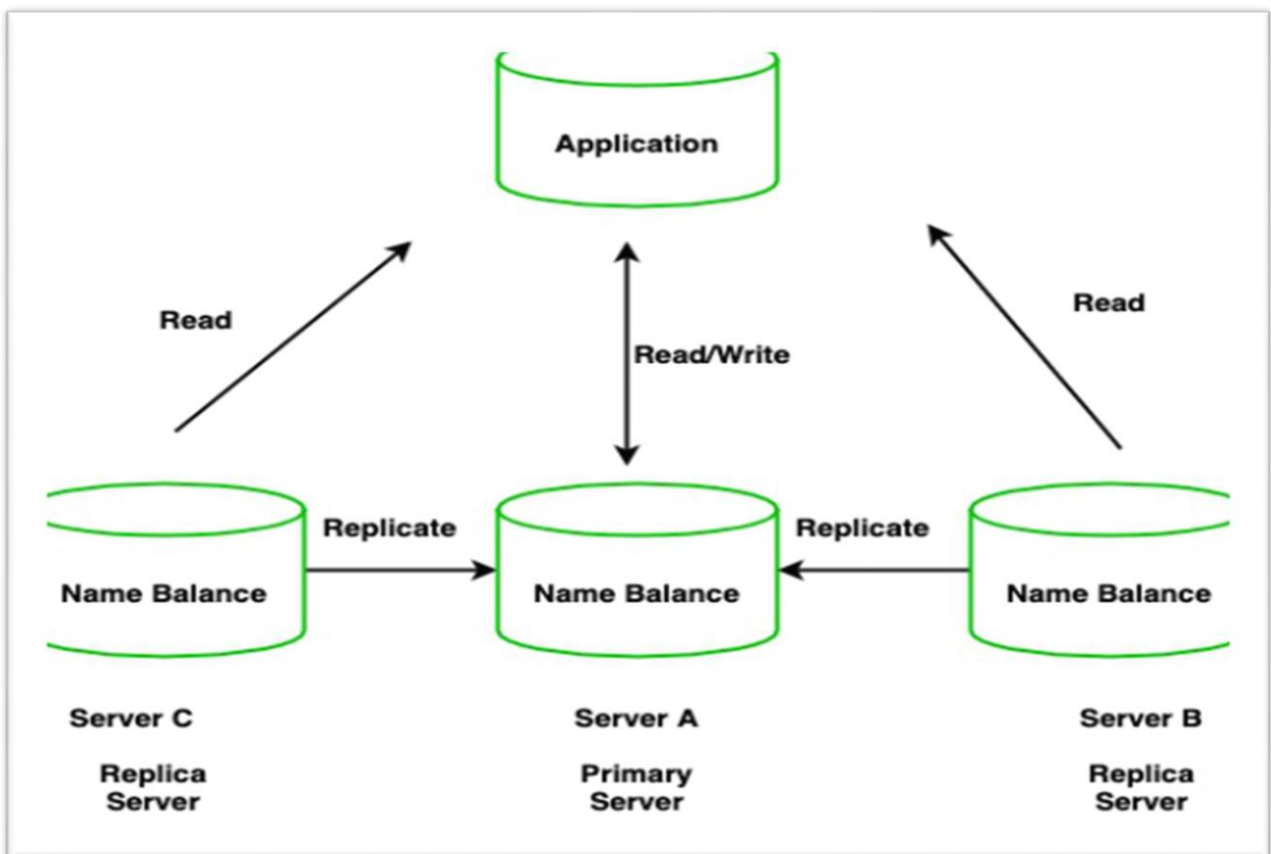 Application
Read
Read
Read/Write
Replicate
Replicate
Name Balance
Name Balance
Name Balance
Server C
Server A
Server B
Replica
Server
Primary
Server
Replica
Server